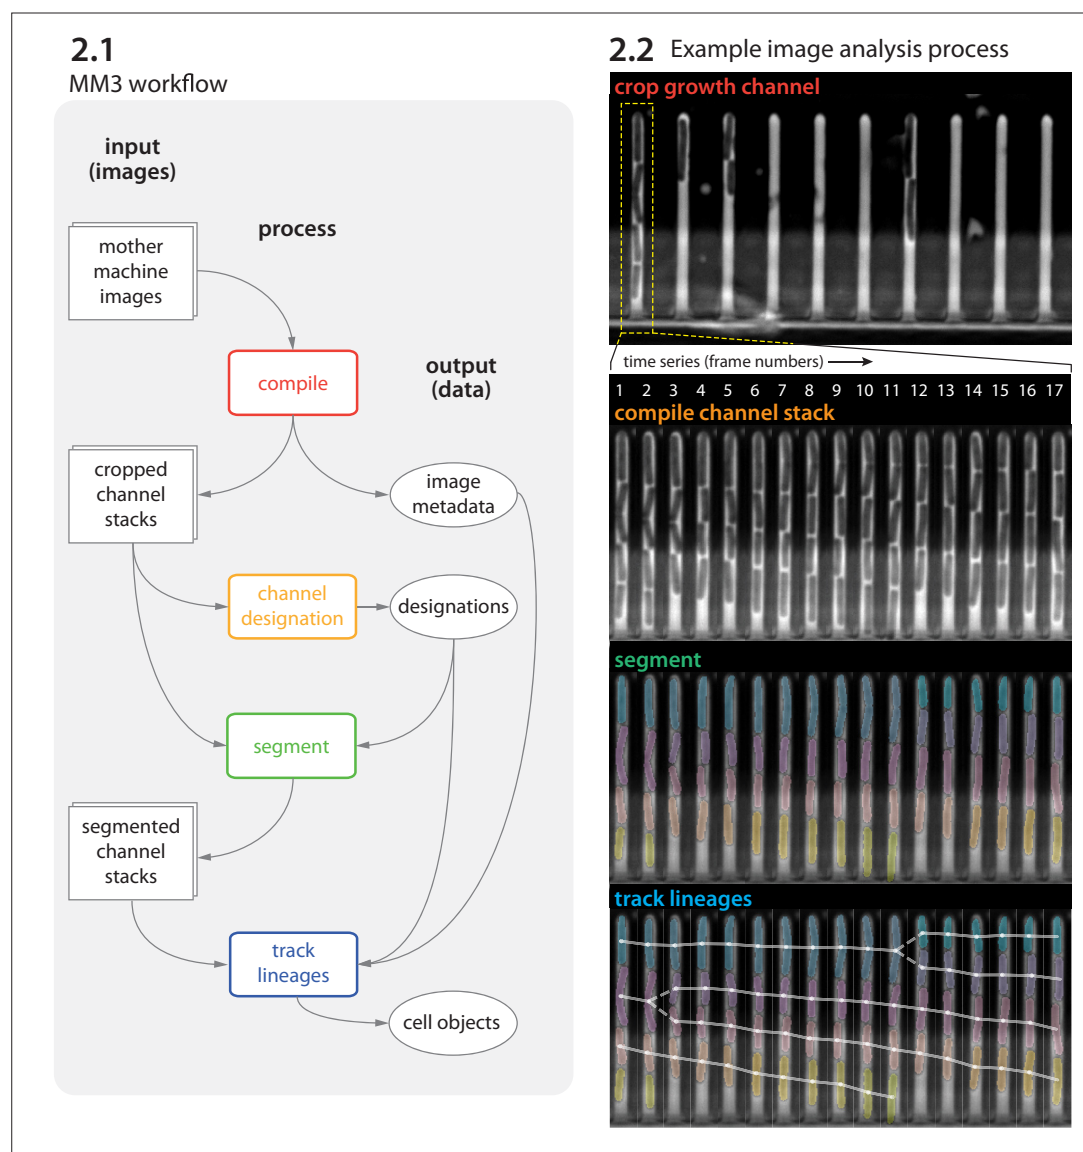 2.1
MM3 workflow
input
(images)
process
mother
machine
images
compile
output
(data)
cropped
channel
stacks
image
metadata
channel
designation
designations
segment
segmented
channel
stacks
track
lineages
cell objects
2.2 Example image analysis process
crop growth channel
time series (frame numbers)
1 2 3 4 5 6 7 8 9 10 11 12 13 14 15 16 17
compile channel stack
segment
track lineages